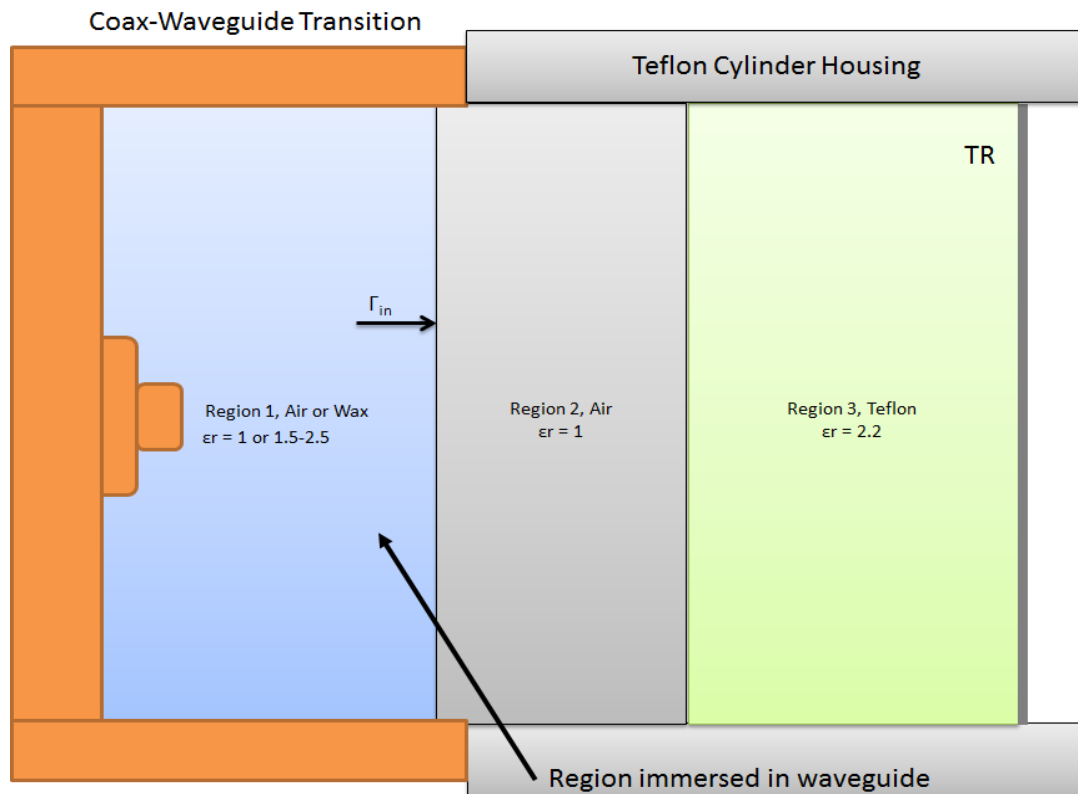 Coax-Waveguide Transition
Teflon Cylinder Housing
TR
Γin
Region 1, Air or Wax
εr = 1 or 1.5-2.5
Region 2, Air
εr = 1
Region 3, Teflon
εr = 2.2
Region immersed in waveguide